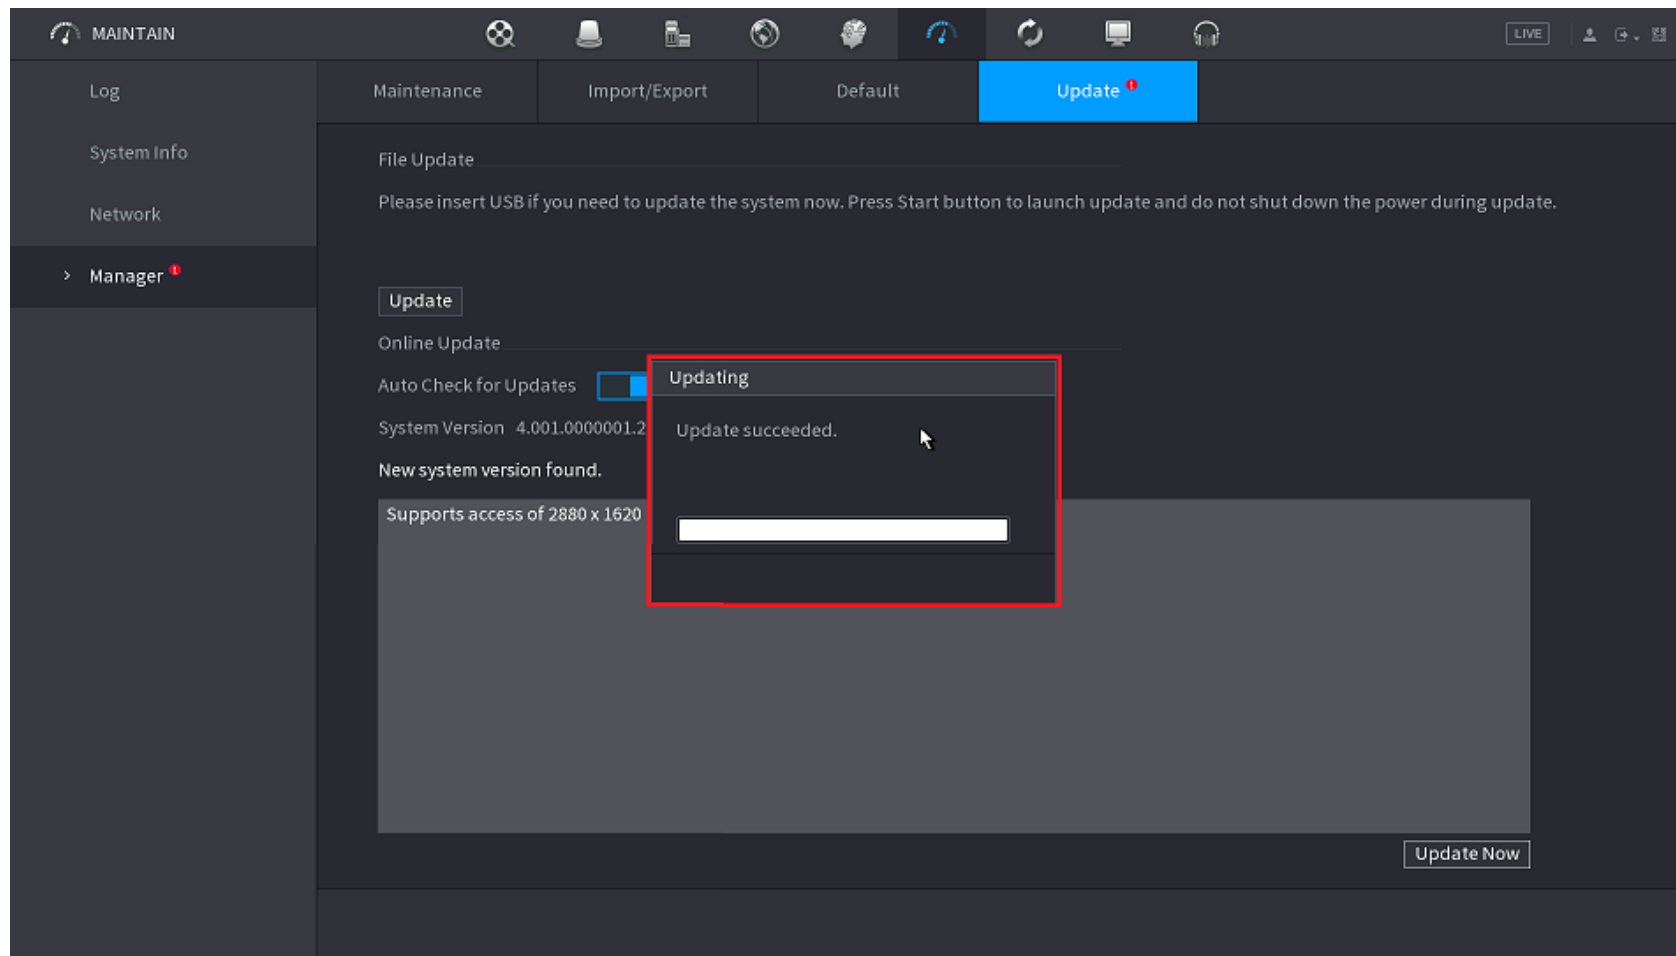 MAINTAIN
LIVE
Log
System Info
Network
Manager
Maintenance
Import/Export
Default
Update
File Update
Please insert USB if you need to update the system now. Press Start button to launch update and do not shut down the power during update.
Update
Online Update
Auto Check for Updates
System Version 4.001.0000001.2
New system version found.
Supports access of 2880 x 1620
Updating
Update succeeded.
Update Now